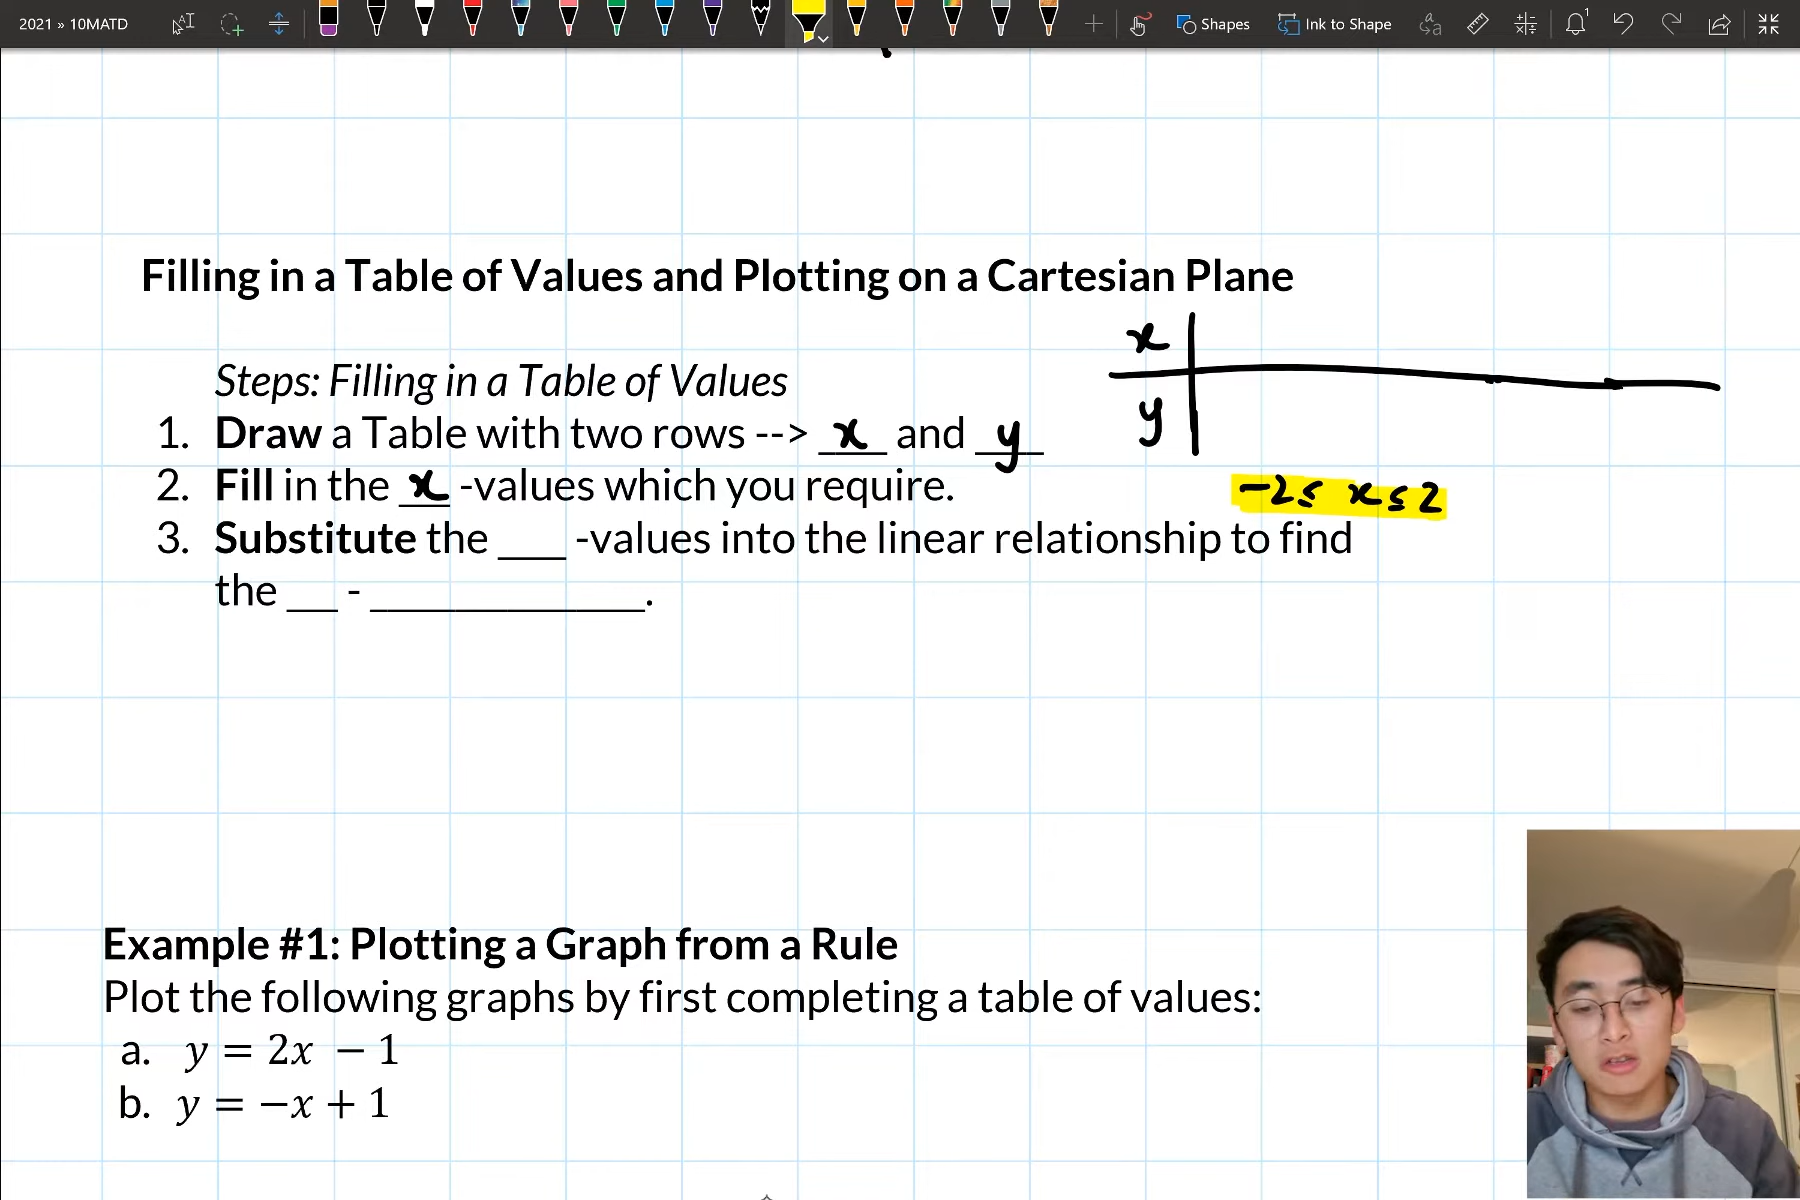 2021 » 10MATD
Shapes
Ink to Shape
1
Filling in a Table of Values and Plotting on a Cartesian Plane
x
y
Steps: Filling in a Table of Values
1. Draw a Table with two rows --> x and y
2. Fill in the x -values which you require.
-2 ≤ x ≤ 2
3. Substitute the ___ -values into the linear relationship to find
the __ - ____________.
Example #1: Plotting a Graph from a Rule
Plot the following graphs by first completing a table of values:
a. y = 2x − 1
b. y = −x + 1